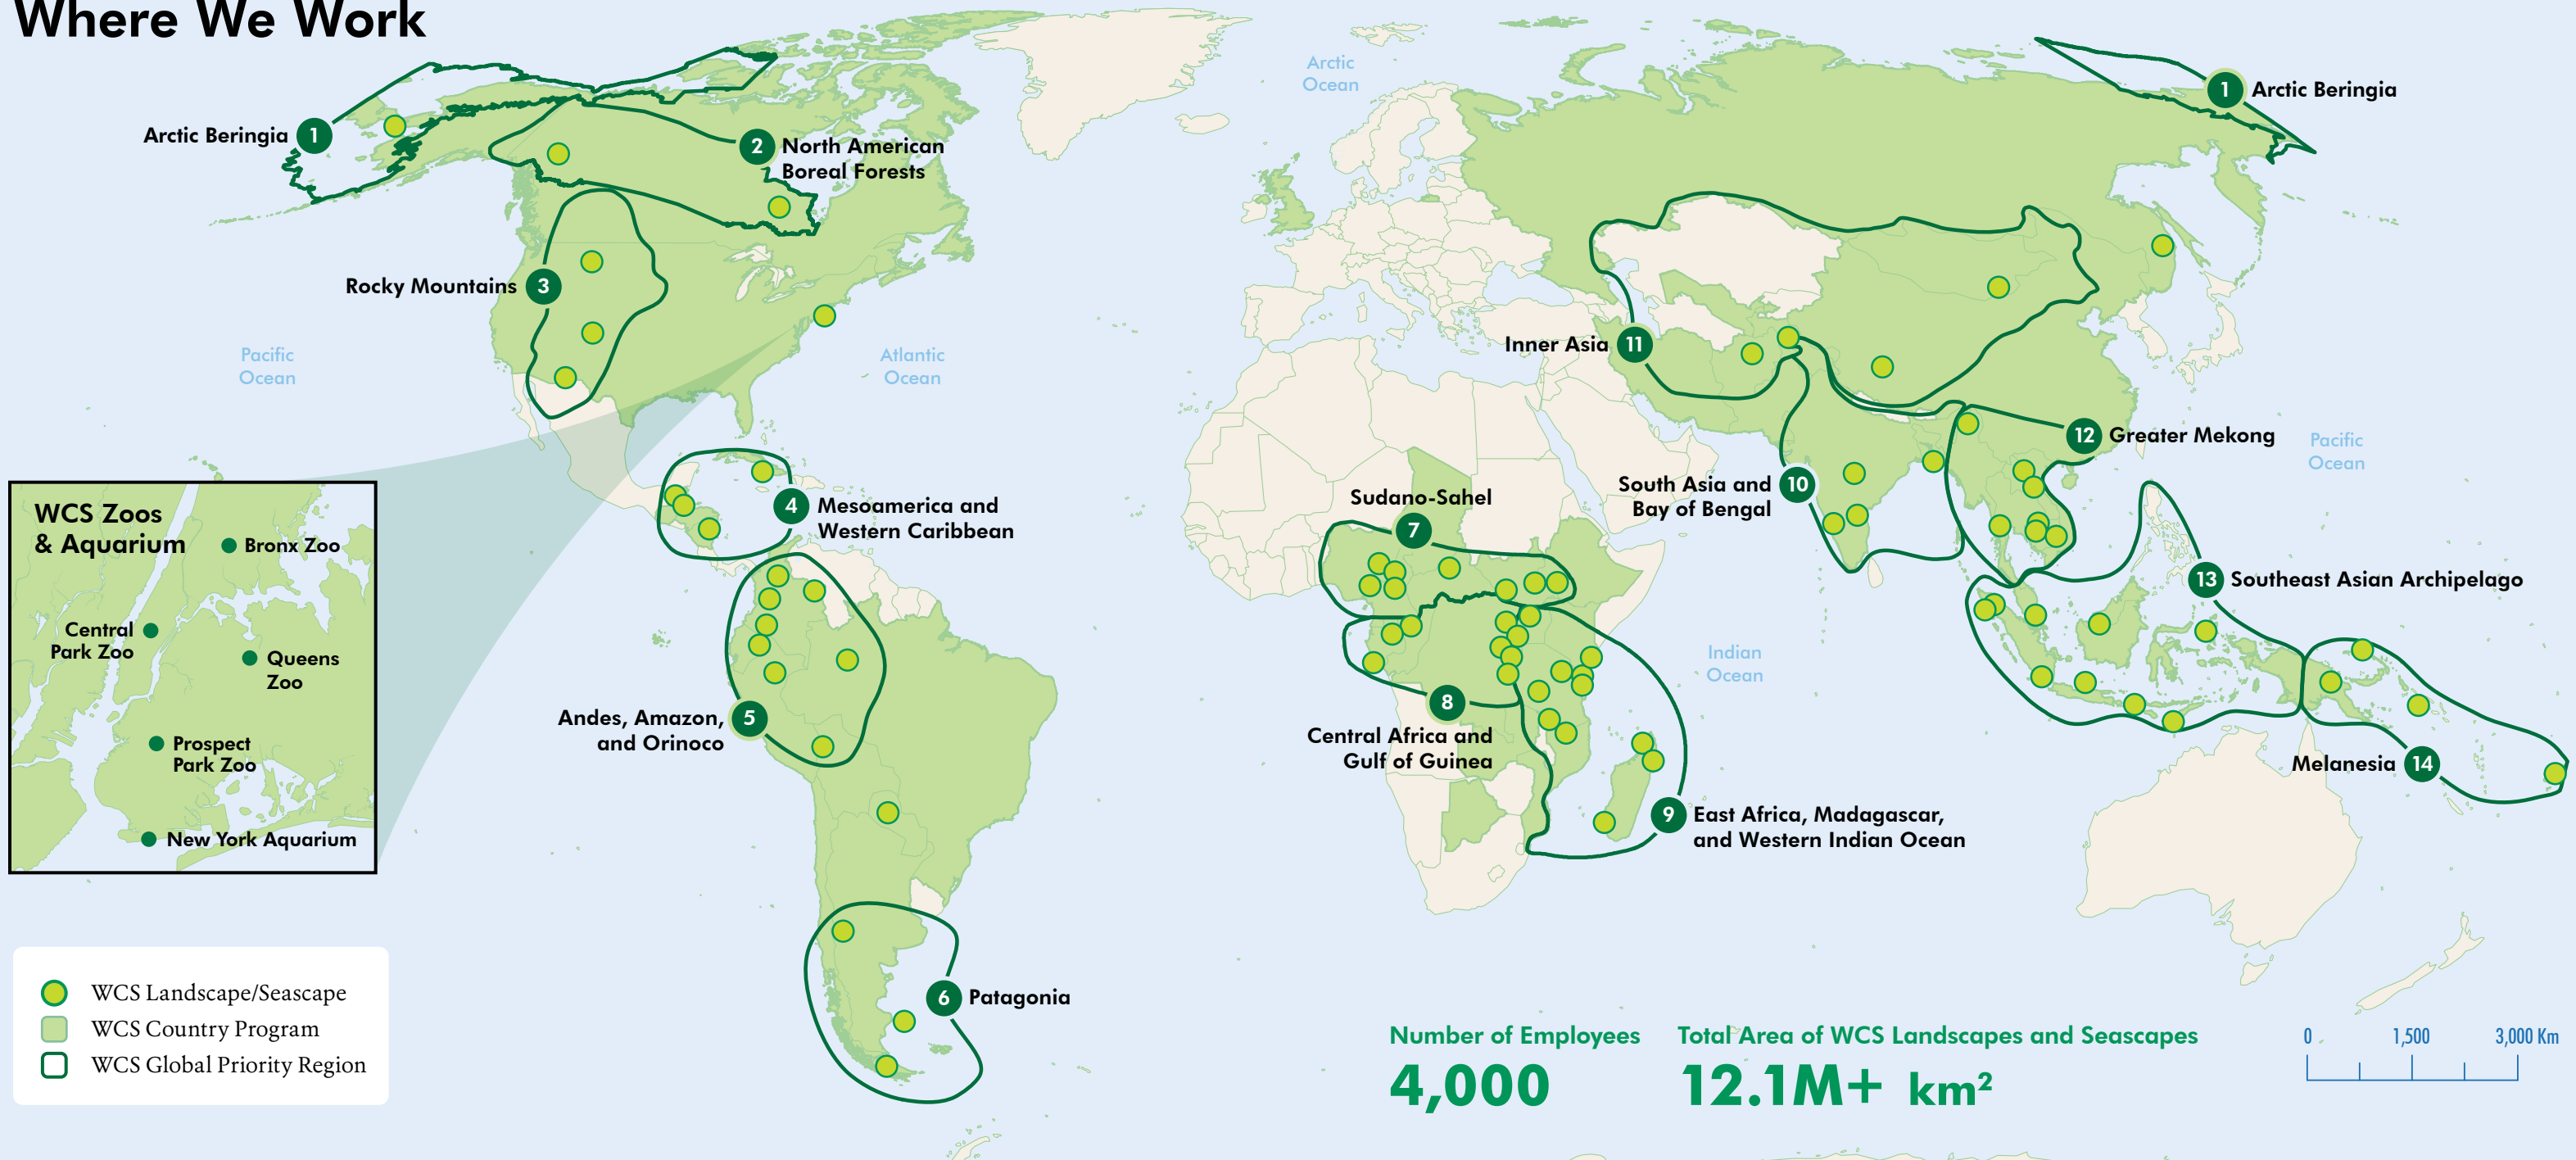 Where We Work
Arctic
Ocean
1 Arctic Beringia
Arctic Beringia 1
2 North American
Boreal Forests
Rocky Mountains 3
Pacific
Ocean
Atlantic
Ocean
Inner Asia 11
12 Greater Mekong
Pacific
Ocean
South Asia and
Bay of Bengal
10
Sudano-Sahel
7
4 Mesoamerica and
Western Caribbean
13 Southeast Asian Archipelago
Indian
Ocean
Andes, Amazon,
and Orinoco
5
8
Central Africa and
Gulf of Guinea
Melanesia 14
9 East Africa, Madagascar,
and Western Indian Ocean
6 Patagonia
WCS Zoos
& Aquarium
Bronx Zoo
Central
Park Zoo
Queens
Zoo
Prospect
Park Zoo
New York Aquarium
WCS Landscape/Seascape
WCS Country Program
WCS Global Priority Region
Number of Employees
4,000
Total Area of WCS Landscapes and Seascapes
12.1M+ km²
0 1,500 3,000 Km